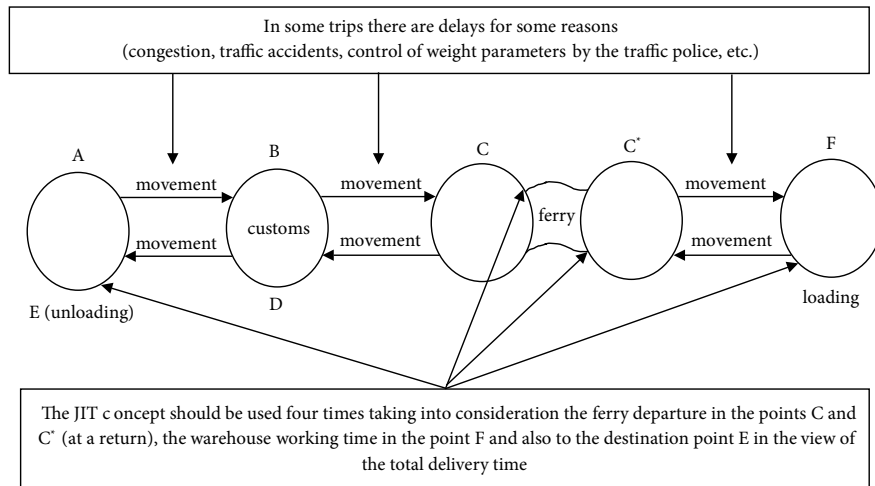 In some trips there are delays for some reasons
(congestion, traffic accidents, control of weight parameters by the traffic police, etc.)
A
B
C
C*
F
movement
movement
movement
customs
ferry
movement
movement
movement
E (unloading)
D
loading
The JIT c oncept should be used four times taking into consideration the ferry departure in the points C and
C* (at a return), the warehouse working time in the point F and also to the destination point E in the view of
the total delivery time